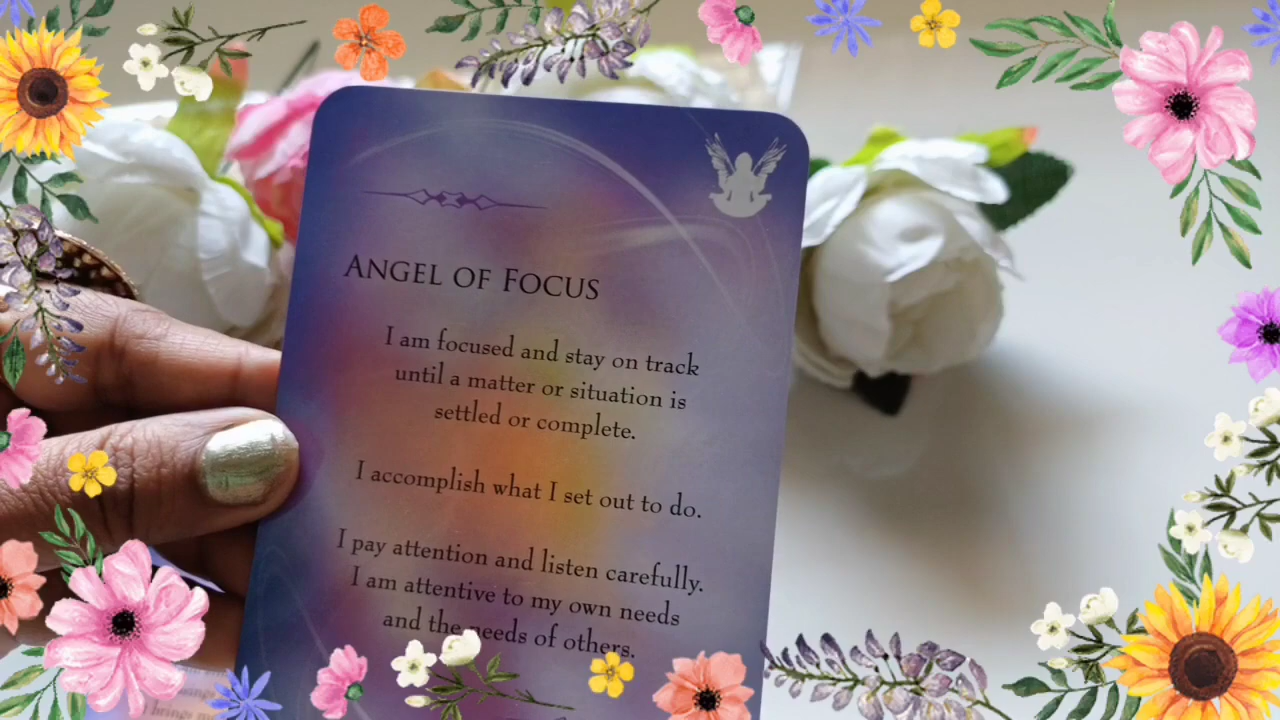 Angel of Focus
I am focused and stay on track
until a matter or situation is
settled or complete.
I accomplish what I set out to do.
I pay attention and listen carefully.
I am attentive to my own needs
and the needs of others.